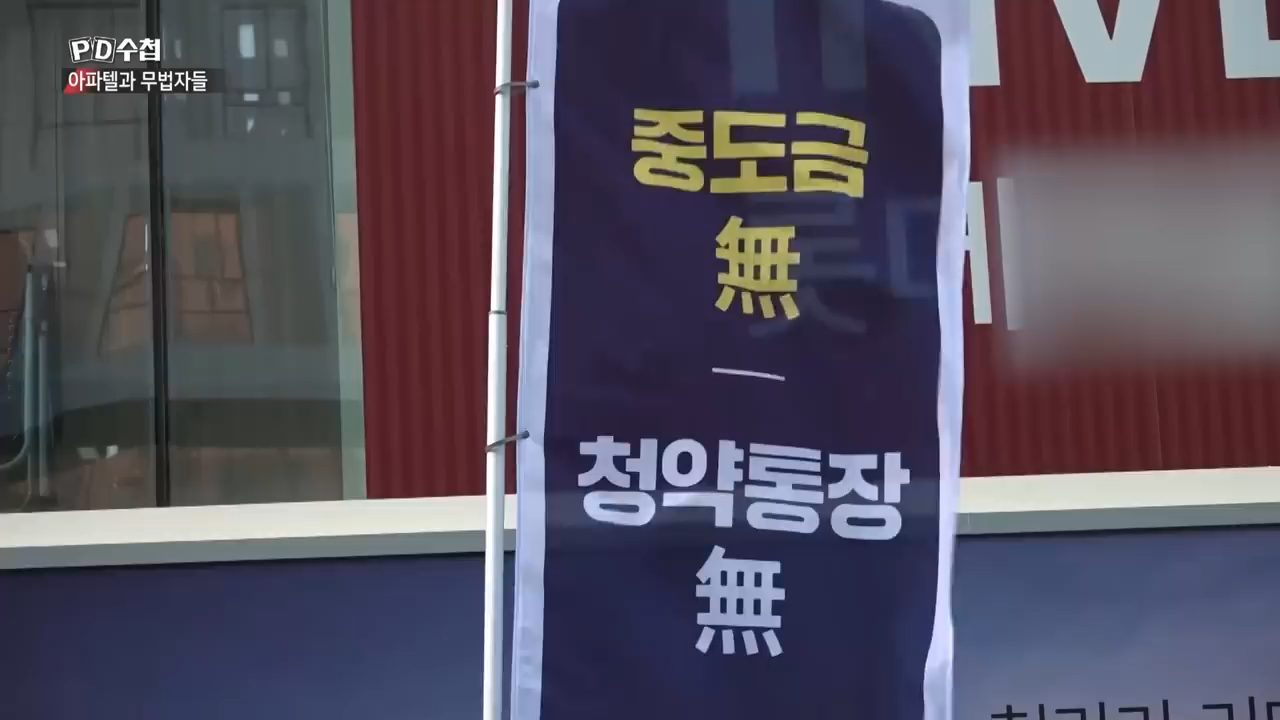 PD수첩
아파텔과 무법자들
중도금
無
청약통장
無